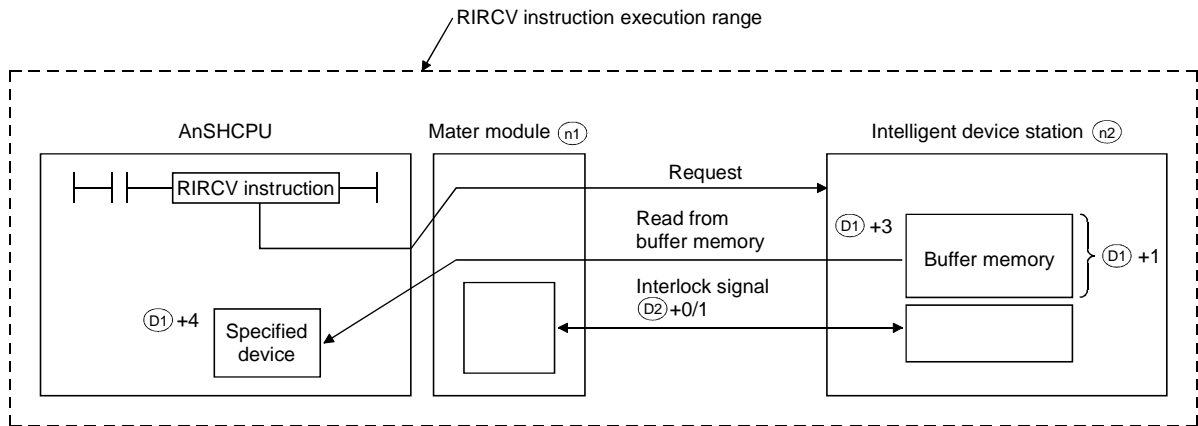 RIRCV instruction execution range
AnSHCPU
Mater module n1
Intelligent device station n2
RIRCV instruction
Request
Read from
buffer memory
D1 +3
Buffer memory
D1 +1
Interlock signal
D2 +0/1
D1 +4
Specified
device